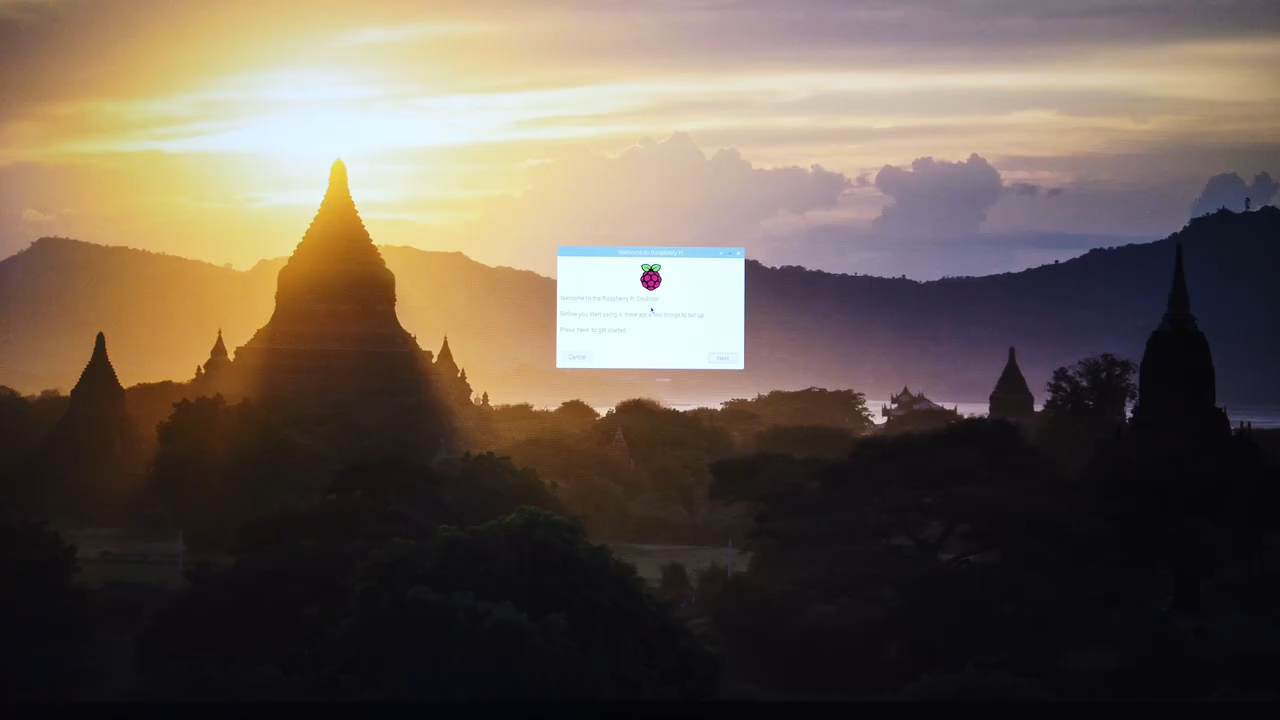 Welcome to Raspberry Pi
Welcome to the Raspberry Pi Desktop!
Before you start using it, there are a few things to set up.
Press 'Next' to get started.
Cancel
Next